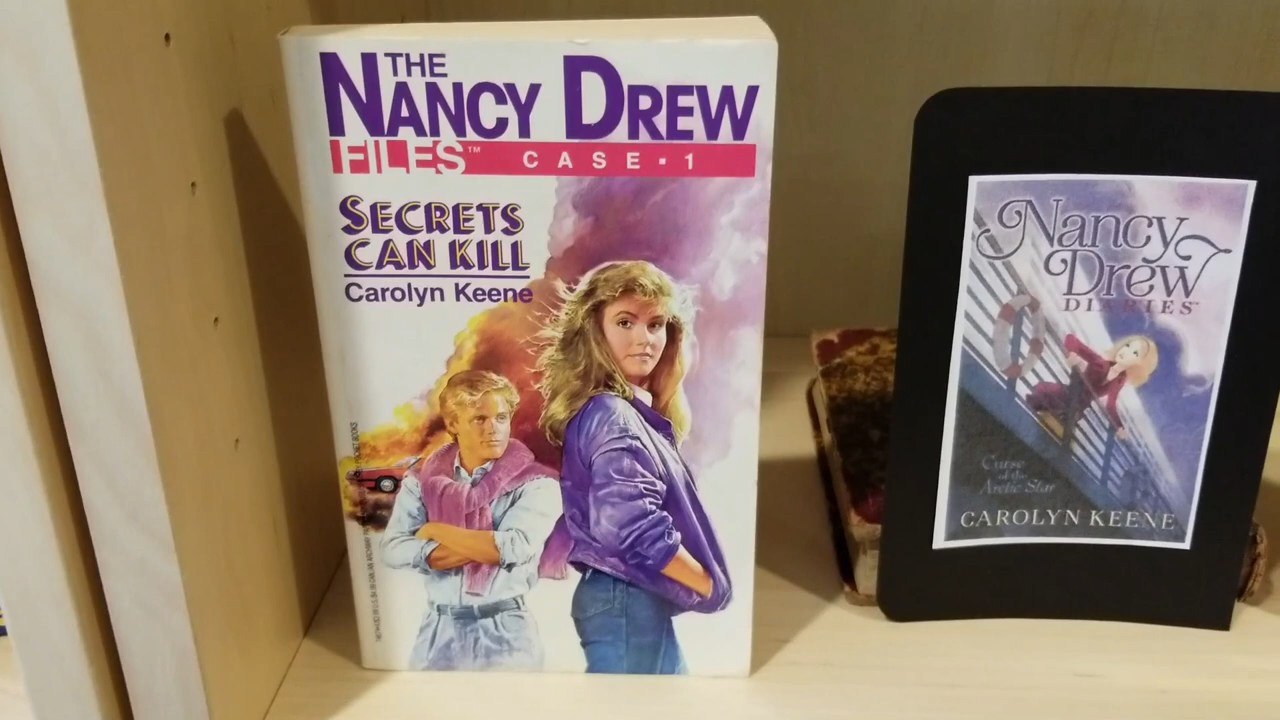 THE
NANCY DREW
FILES™ CASE • 1
SECRETS
CAN KILL
Carolyn Keene
Nancy
Drew
DIARIES
Curse
of the
Arctic Star
CAROLYN KEENE